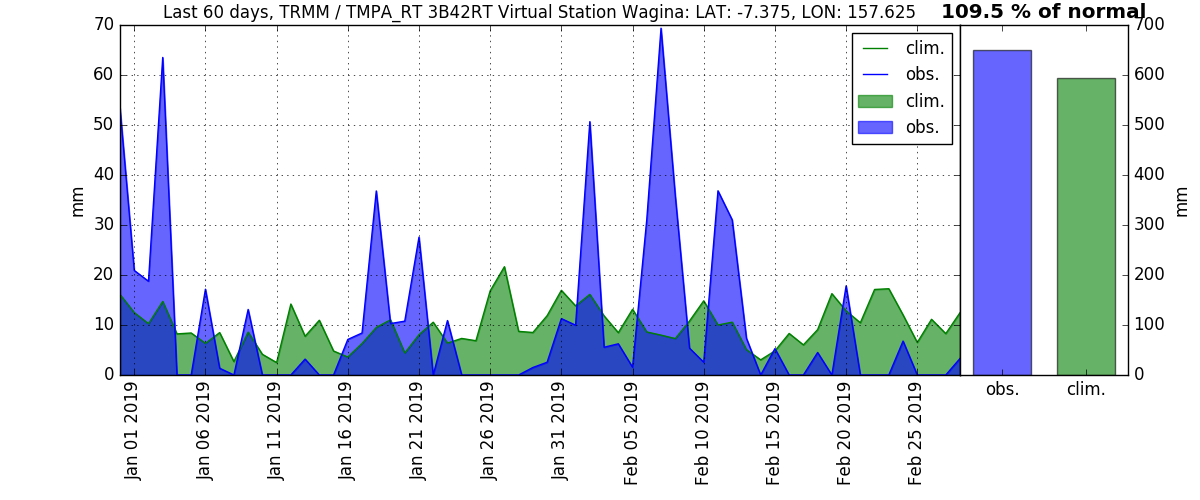 Last 60 days, TRMM / TMPA_RT 3B42RT Virtual Station Wagina: LAT: -7.375, LON: 157.625
109.5 % of normal
70
60
50
40
30
20
10
0
mm
clim.
obs.
clim.
obs.
700
600
500
400
300
200
100
0
mm
Jan 01 2019
Jan 06 2019
Jan 11 2019
Jan 16 2019
Jan 21 2019
Jan 26 2019
Jan 31 2019
Feb 05 2019
Feb 10 2019
Feb 15 2019
Feb 20 2019
Feb 25 2019
obs.
clim.